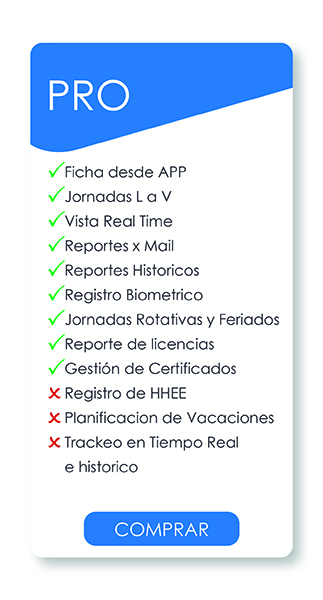 PRO
Ficha desde APP
Jornadas L a V
Vista Real Time
Reportes x Mail
Reportes Historicos
Registro Biometrico
Jornadas Rotativas y Feriados
Reporte de licencias
Gestión de Certificados
Registro de HHEE
Planificacion de Vacaciones
Trackeo en Tiempo Real
e historico
COMPRAR